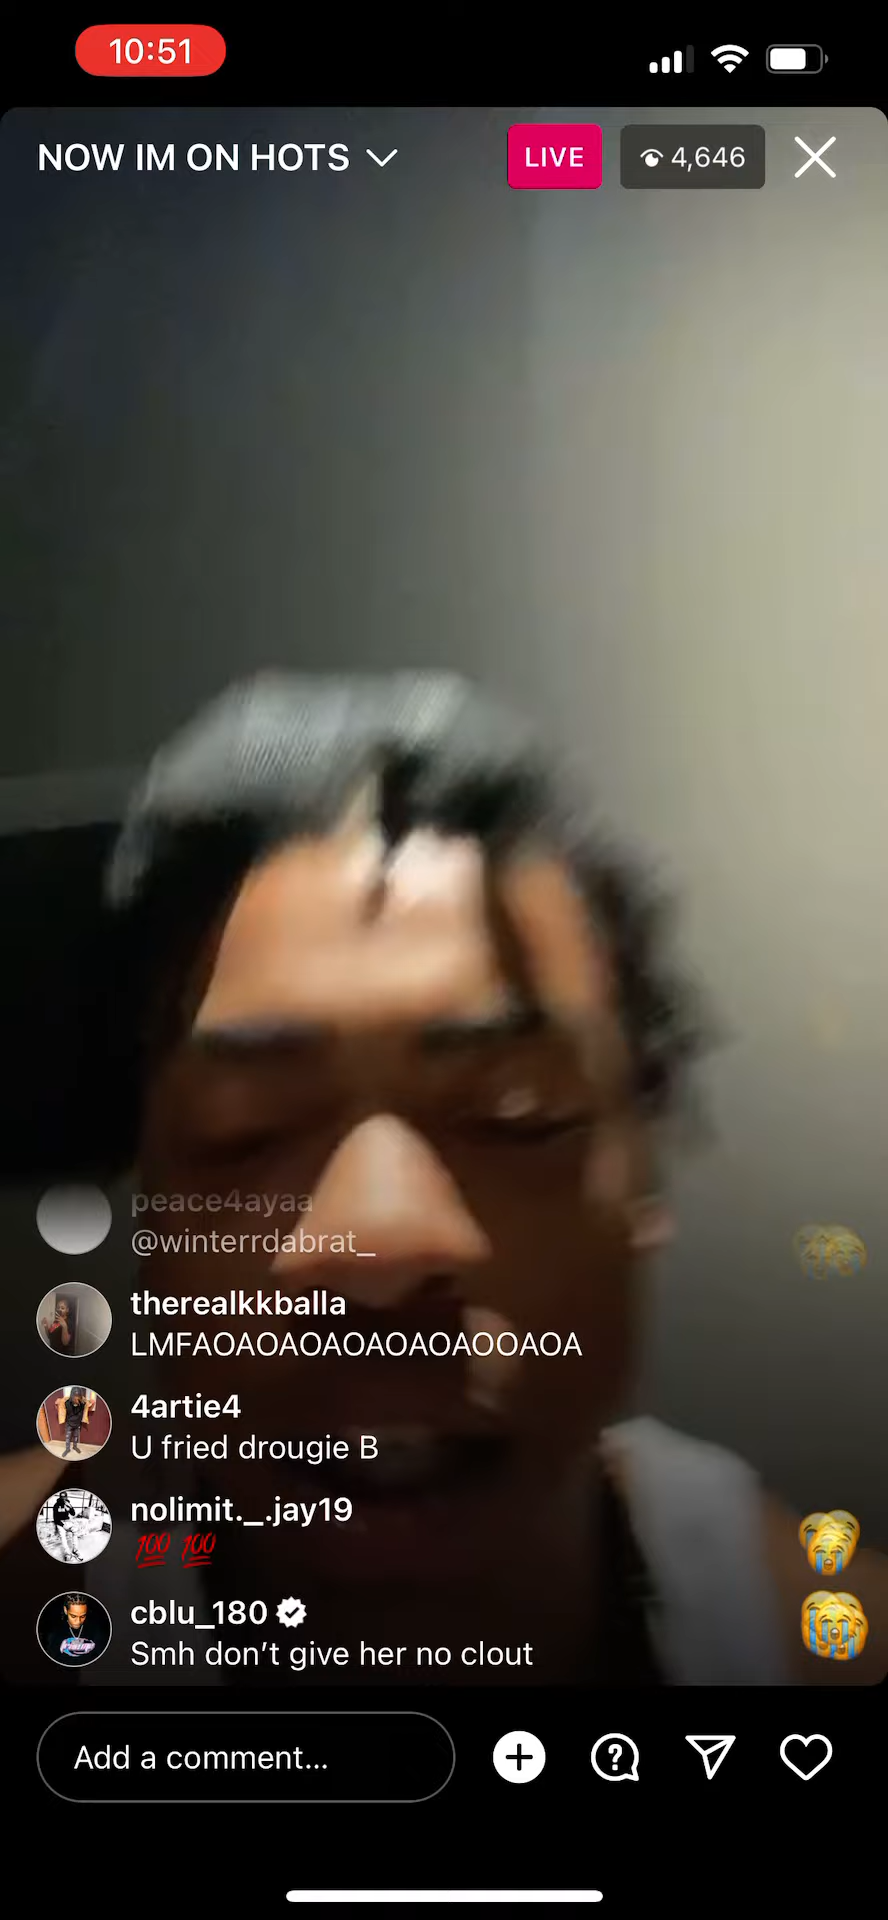 10:51
NOW IM ON HOTS
LIVE
4,646
peace4ayaa
@winterrdabrat_
therealkkballa
LMFAOAOAOAOAOAOAOOAOA
4artie4
U fried drougie B
nolimit._.jay19
💯 💯
cblu_180
Smh don’t give her no clout
Add a comment...